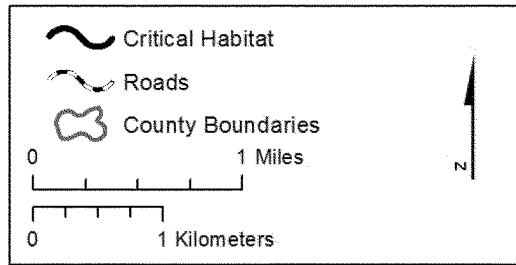 Critical Habitat
Roads
County Boundaries
0 1 Miles
0 1 Kilometers
N